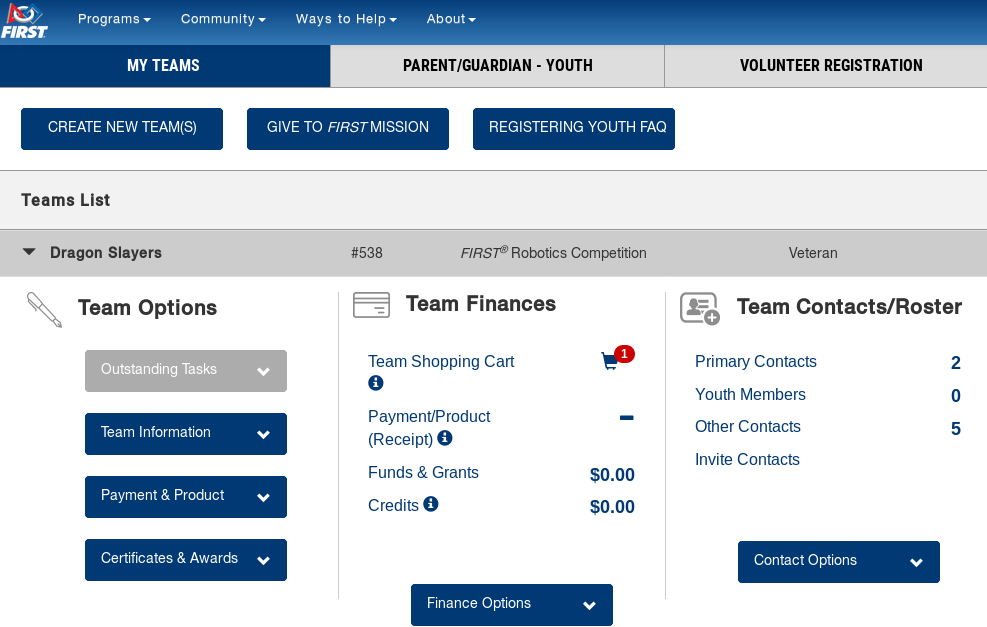 FIRST
Programs Community Ways to Help About
MY TEAMS PARENT/GUARDIAN - YOUTH VOLUNTEER REGISTRATION
CREATE NEW TEAM(S) GIVE TO FIRST MISSION REGISTERING YOUTH FAQ
Teams List
Dragon Slayers #538 FIRST® Robotics Competition Veteran
Team Options
Outstanding Tasks
Team Information
Payment & Product
Certificates & Awards
Team Finances
Team Shopping Cart 1
Payment/Product
(Receipt)
Funds & Grants $0.00
Credits $0.00
Finance Options
Team Contacts/Roster
Primary Contacts 2
Youth Members 0
Other Contacts 5
Invite Contacts
Contact Options